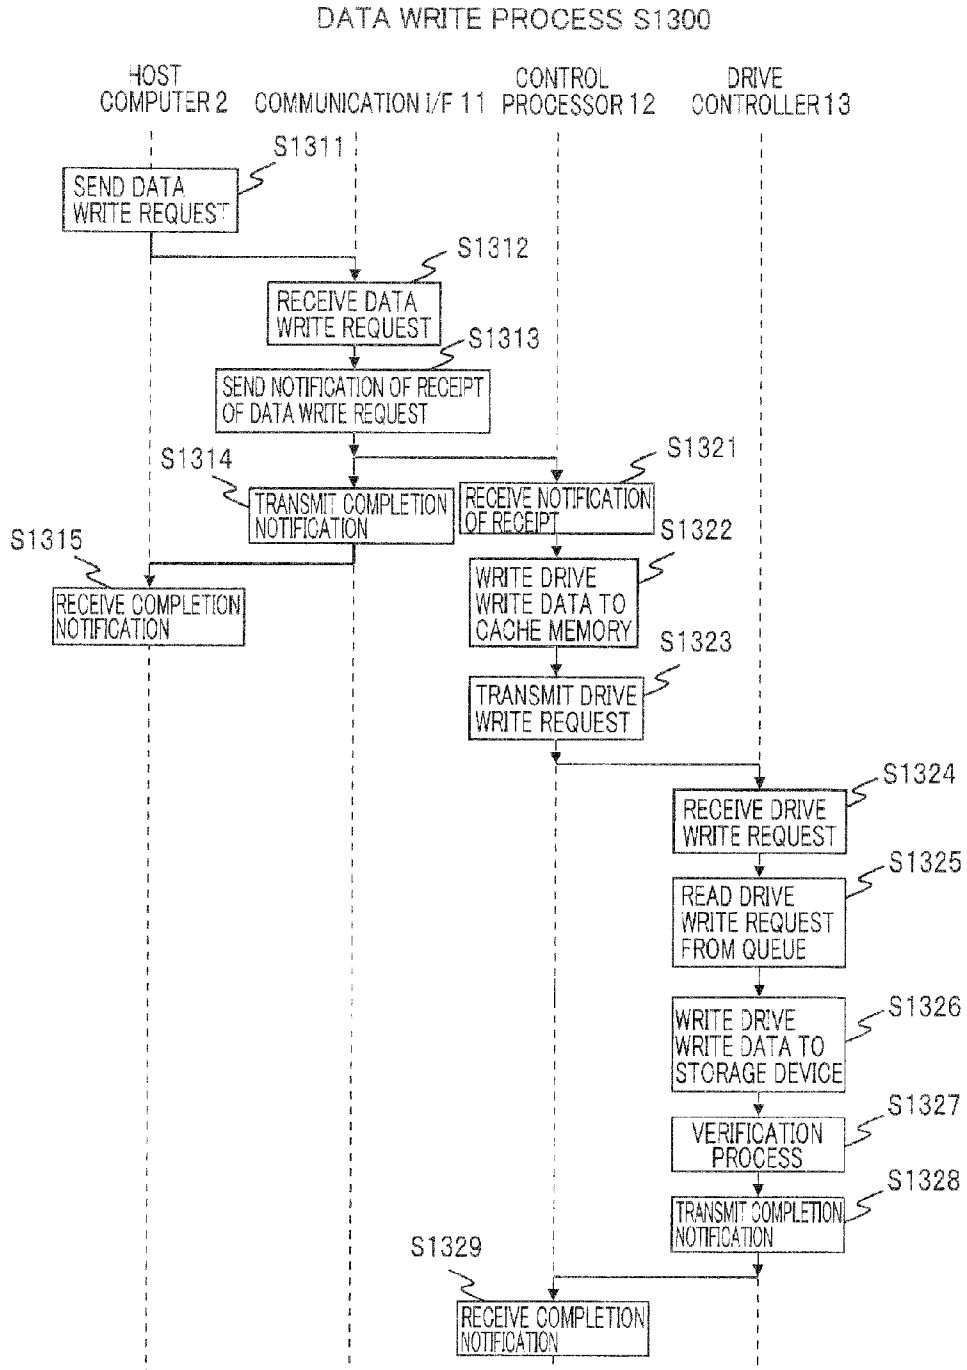 DATA WRITE PROCESS S1300
HOST
COMPUTER 2
COMMUNICATION I/F 11
CONTROL
PROCESSOR 12
DRIVE
CONTROLLER 13
S1311
SEND DATA
WRITE REQUEST
S1312
RECEIVE DATA
WRITE REQUEST
S1313
SEND NOTIFICATION OF RECEIPT
OF DATA WRITE REQUEST
S1314
TRANSMIT COMPLETION
NOTIFICATION
S1321
RECEIVE NOTIFICATION
OF RECEIPT
S1315
RECEIVE COMPLETION
NOTIFICATION
S1322
WRITE DRIVE
WRITE DATA TO
CACHE MEMORY
S1323
TRANSMIT DRIVE
WRITE REQUEST
S1324
RECEIVE DRIVE
WRITE REQUEST
S1325
READ DRIVE
WRITE REQUEST
FROM QUEUE
S1326
WRITE DRIVE
WRITE DATA TO
STORAGE DEVICE
S1327
VERIFICATION
PROCESS
S1328
TRANSMIT COMPLETION
NOTIFICATION
S1329
RECEIVE COMPLETION
NOTIFICATION